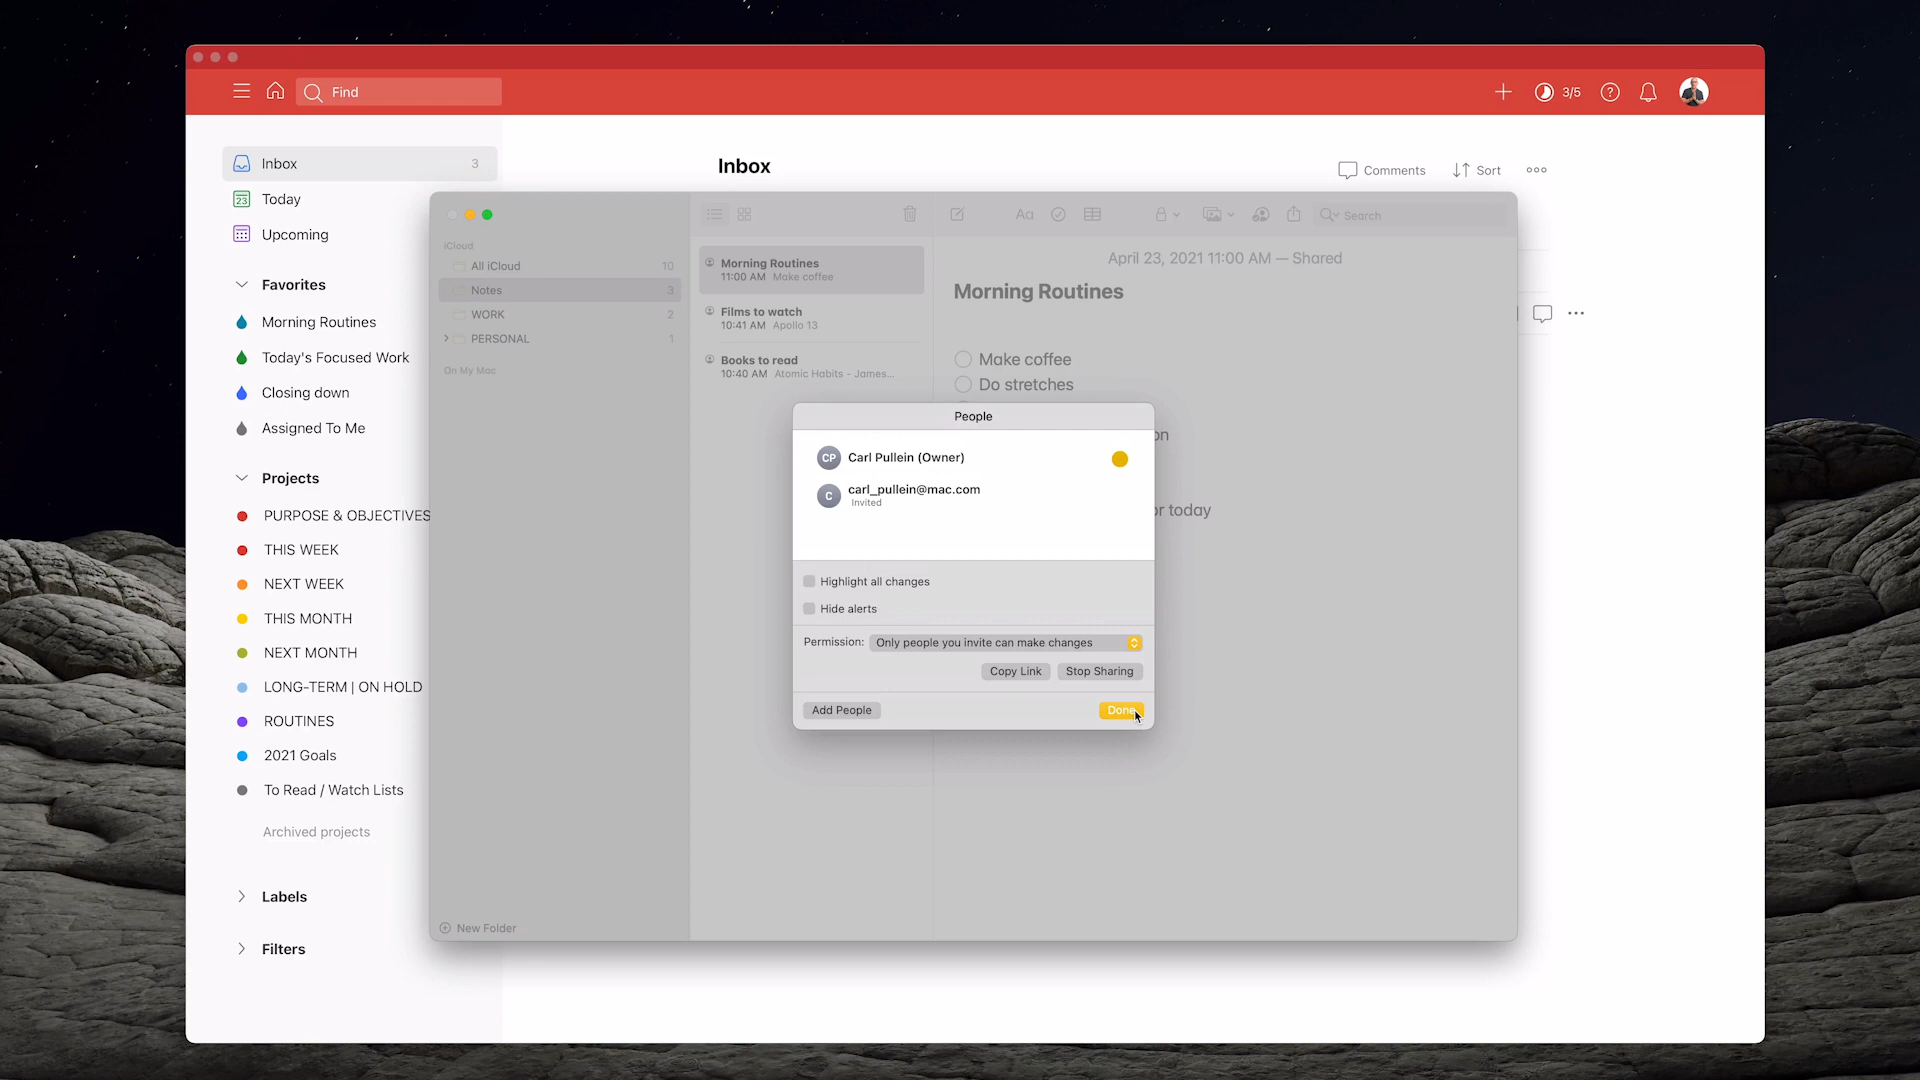 Find
3/5
Inbox 3
Today
23
Upcoming
Favorites
Morning Routines
Today's Focused Work
Closing down
Assigned To Me
Projects
PURPOSE & OBJECTIVES
THIS WEEK
NEXT WEEK
THIS MONTH
NEXT MONTH
LONG-TERM | ON HOLD
ROUTINES
2021 Goals
To Read / Watch Lists
Archived projects
Labels
Filters
Inbox
Comments
Sort
iCloud
All iCloud 10
Notes 3
WORK 2
PERSONAL 1
On My Mac
New Folder
Morning Routines
11:00 AM Make coffee
Films to watch
10:41 AM Apollo 13
Books to read
10:40 AM Atomic Habits - James...
Aa
Search
April 23, 2021 11:00 AM — Shared
Morning Routines
Make coffee
Do stretches
on
or today
People
CP Carl Pullein (Owner)
C carl_pullein@mac.com
Invited
Highlight all changes
Hide alerts
Permission: Only people you invite can make changes
Copy Link Stop Sharing
Add People Done